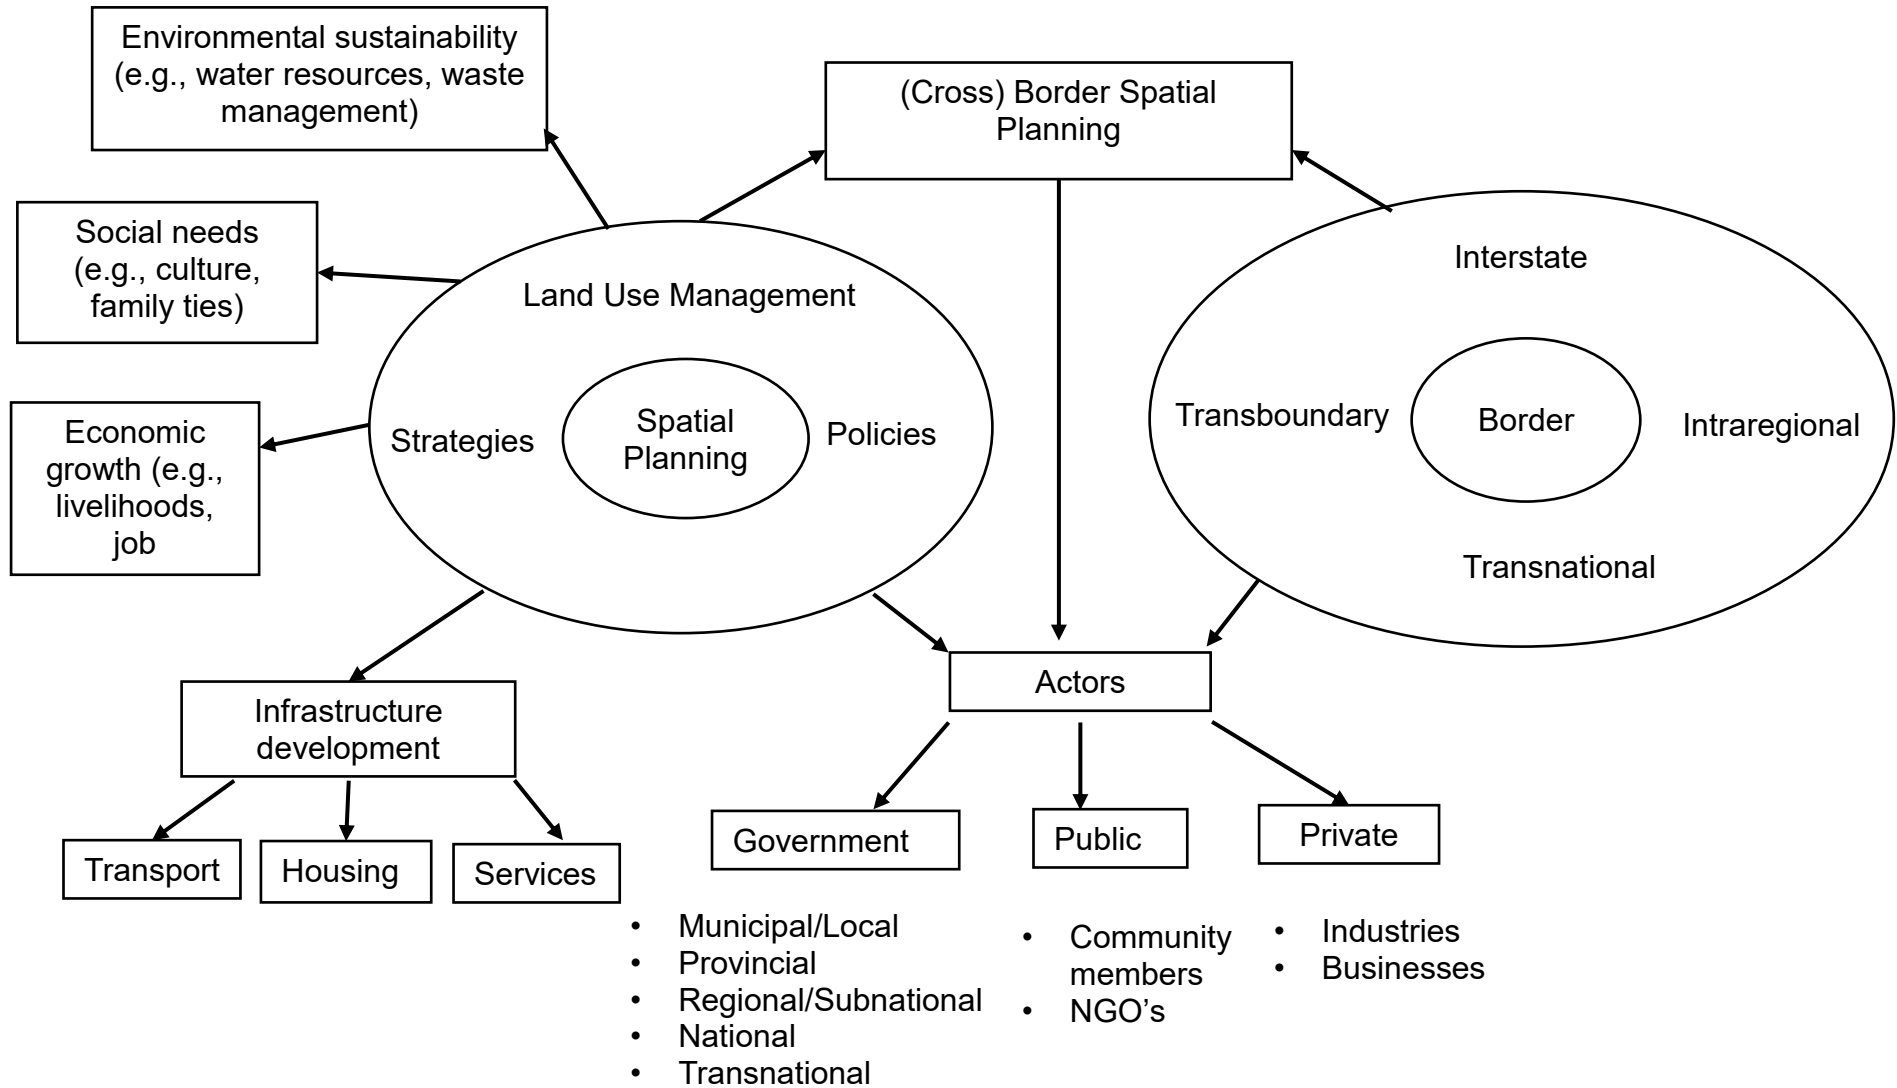 Environmental sustainability
(e.g., water resources, waste
management)
(Cross) Border Spatial
Planning
Social needs
(e.g., culture,
family ties)
Interstate
Land Use Management
Economic
growth (e.g.,
livelihoods,
job
Strategies
Spatial
Planning
Policies
Transboundary
Border
Intraregional
Transnational
Actors
Infrastructure
development
Transport
Housing
Services
Government
Public
Private
• Municipal/Local
• Provincial
• Regional/Subnational
• National
• Transnational
• Community
members
• NGO’s
• Industries
• Businesses